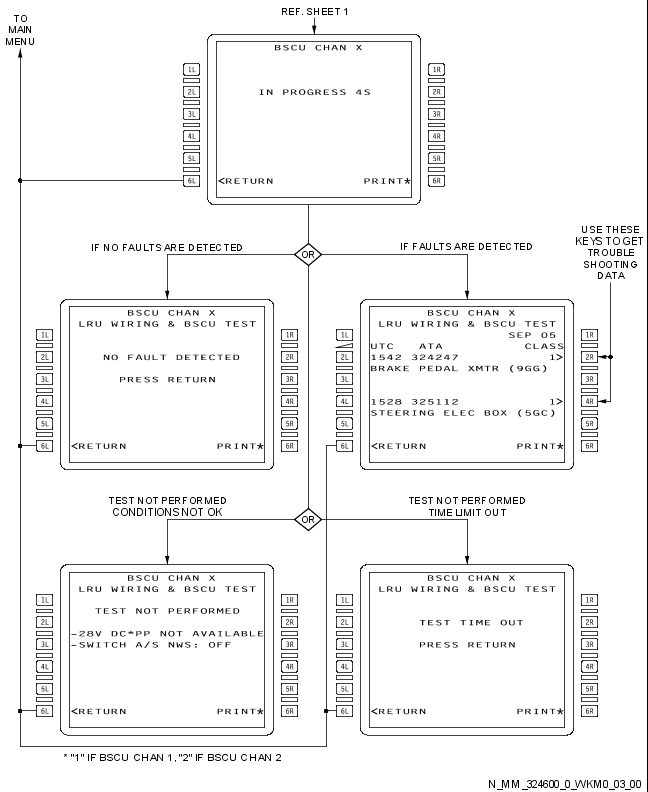 REF. SHEET 1
TO
MAIN
MENU
BSCU CHAN X
IN PROGRESS 4S
<RETURN PRINT*
1L
2L
3L
4L
5L
6L
1R
2R
3R
4R
5R
6R
OR
IF NO FAULTS ARE DETECTED
IF FAULTS ARE DETECTED
USE THESE
KEYS TO GET
TROUBLE
SHOOTING
DATA
BSCU CHAN X
LRU WIRING & BSCU TEST
NO FAULT DETECTED
PRESS RETURN
<RETURN PRINT*
1L
2L
3L
4L
5L
6L
1R
2R
3R
4R
5R
6R
BSCU CHAN X
LRU WIRING & BSCU TEST
SEP 05
UTC ATA CLASS
1542 324247 1>
BRAKE PEDAL XMTR (9GG)
1528 325112 1>
STEERING ELEC BOX (5GC)
<RETURN PRINT*
1L
2L
3L
4L
5L
6L
1R
2R
3R
4R
5R
6R
TEST NOT PERFORMED
CONDITIONS NOT OK
OR
TEST NOT PERFORMED
TIME LIMIT OUT
BSCU CHAN X
LRU WIRING & BSCU TEST
TEST NOT PERFORMED
-28V DC*PP NOT AVAILABLE
-SWITCH A/S NWS: OFF
<RETURN PRINT*
1L
2L
3L
4L
5L
6L
1R
2R
3R
4R
5R
6R
BSCU CHAN X
LRU WIRING & BSCU TEST
TEST TIME OUT
PRESS RETURN
<RETURN PRINT*
1L
2L
3L
4L
5L
6L
1R
2R
3R
4R
5R
6R
* "1" IF BSCU CHAN 1, "2" IF BSCU CHAN 2
N_MM_324600_0_VVKM0_03_00